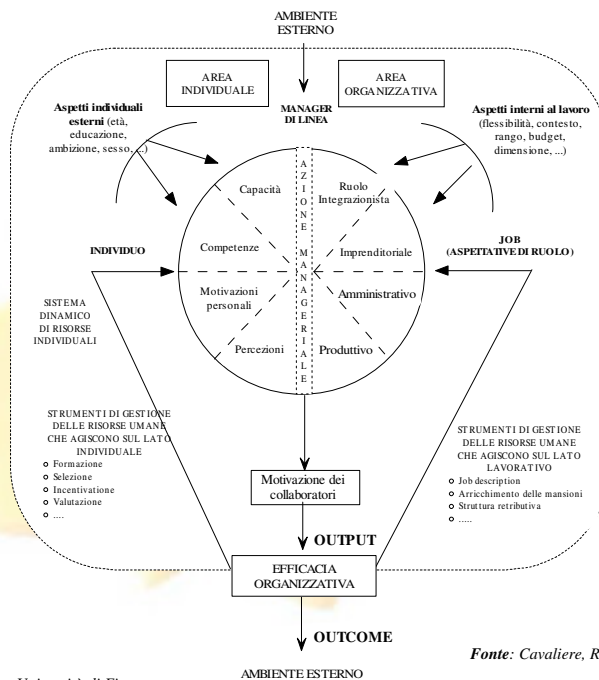 AMBIENTE
ESTERNO
AREA
INDIVIDUALE
AREA
ORGANIZZATIVA
MANAGER
DI LINEA
Aspetti individuali
esterni (età,
educazione,
ambizione, sesso, ...)
Aspetti interni al lavoro
(flessibilità, contesto,
rango, budget,
dimensione, ...)
AZIONE MANAGERIALE
Capacità
Competenze
Motivazioni
personali
Percezioni
Ruolo
Integrazionista
Imprenditoriale
Amministrativo
Produttivo
INDIVIDUO
JOB
(ASPETTATIVE DI RUOLO)
SISTEMA
DINAMICO
DI RISORSE
INDIVIDUALI
STRUMENTI DI GESTIONE
DELLE RISORSE UMANE
CHE AGISCONO SUL LATO
INDIVIDUALE
Formazione
Selezione
Incentivatione
Valutazione
....
STRUMENTI DI GESTIONE
DELLE RISORSE UMANE
CHE AGISCONO SUL LATO
LAVORATIVO
Job description
Arricchimento delle mansioni
Struttura retributiva
.....
Motivazione dei
collaboratori
OUTPUT
EFFICACIA
ORGANIZZATIVA
OUTCOME
Fonte: Cavaliere, R
AMBIENTE ESTERNO